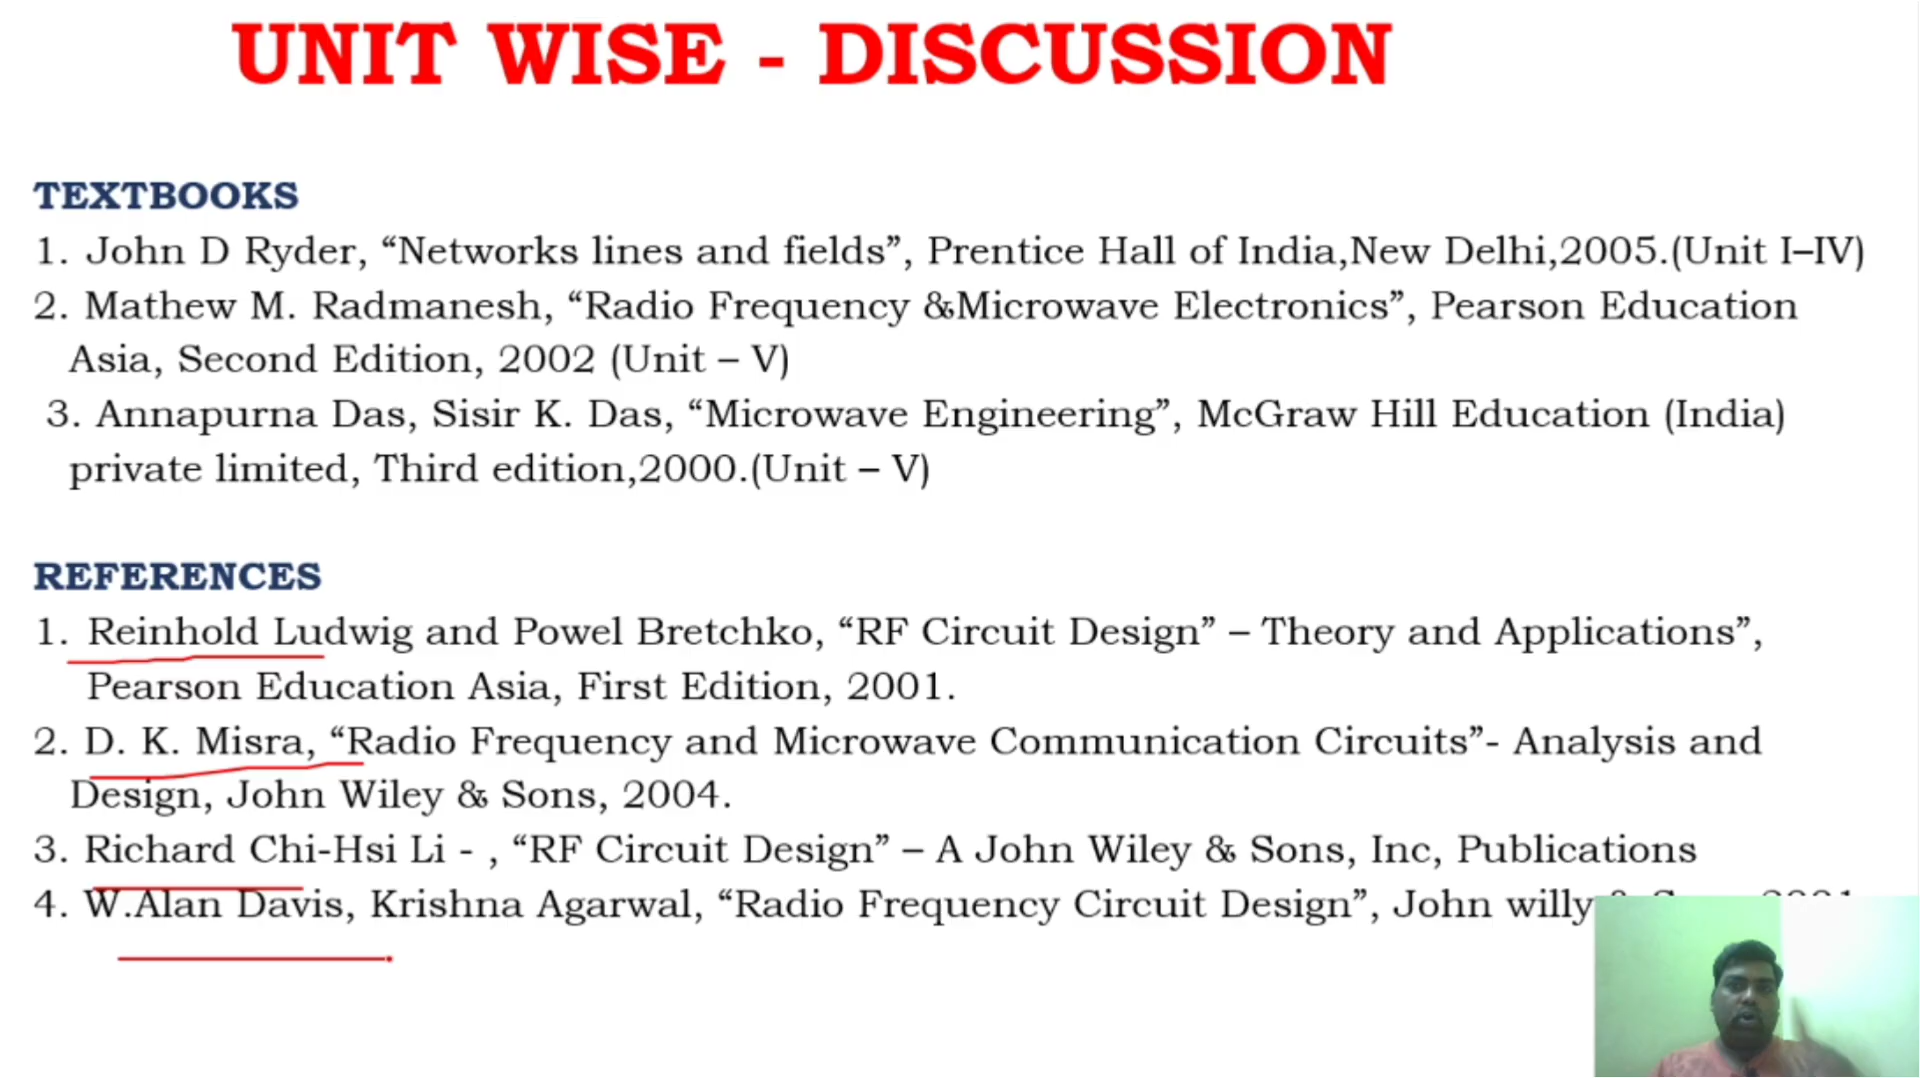 UNIT WISE - DISCUSSION
TEXTBOOKS
1. John D Ryder, “Networks lines and fields”, Prentice Hall of India,New Delhi,2005.(Unit I–IV)
2. Mathew M. Radmanesh, “Radio Frequency &Microwave Electronics”, Pearson Education
Asia, Second Edition, 2002 (Unit – V)
3. Annapurna Das, Sisir K. Das, “Microwave Engineering”, McGraw Hill Education (India)
private limited, Third edition,2000.(Unit – V)
REFERENCES
1. Reinhold Ludwig and Powel Bretchko, “RF Circuit Design” – Theory and Applications”,
Pearson Education Asia, First Edition, 2001.
2. D. K. Misra, “Radio Frequency and Microwave Communication Circuits”- Analysis and
Design, John Wiley & Sons, 2004.
3. Richard Chi-Hsi Li - , “RF Circuit Design” – A John Wiley & Sons, Inc, Publications
4. W.Alan Davis, Krishna Agarwal, “Radio Frequency Circuit Design”, John willy